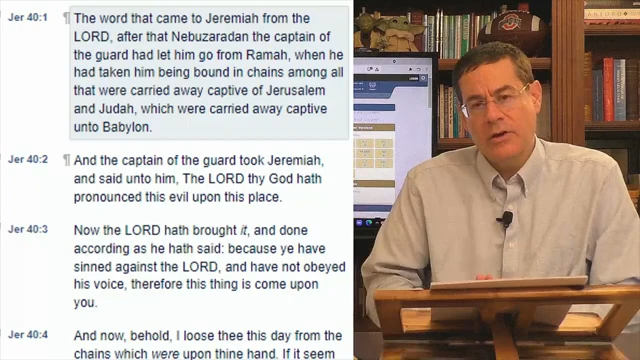 Jer 40:1 ¶ The word that came to Jeremiah from the
LORD, after that Nebuzaradan the captain of
the guard had let him go from Ramah, when he
had taken him being bound in chains among all
that were carried away captive of Jerusalem
and Judah, which were carried away captive
unto Babylon.
Jer 40:2 ¶ And the captain of the guard took Jeremiah,
and said unto him, The LORD thy God hath
pronounced this evil upon this place.
Jer 40:3 Now the LORD hath brought it, and done
according as he hath said: because ye have
sinned against the LORD, and have not obeyed
his voice, therefore this thing is come upon
you.
Jer 40:4 And now, behold, I loose thee this day from the
chains which were upon thine hand. If it seem